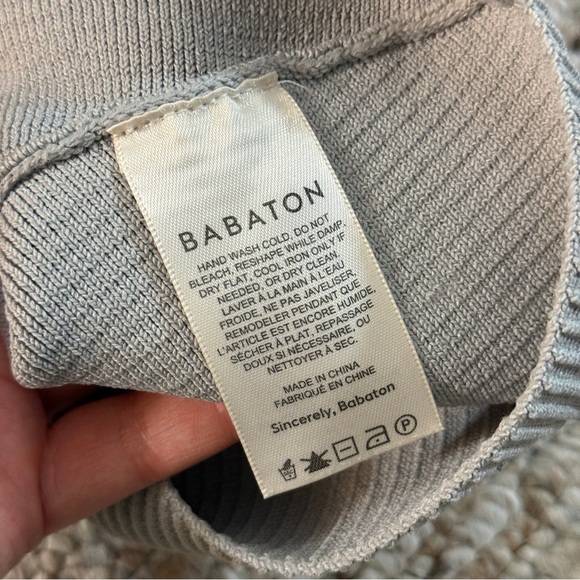 BABATON
HAND WASH COLD, DO NOT
BLEACH, RESHAPE WHILE DAMP.
DRY FLAT, COOL IRON ONLY IF
NEEDED, OR DRY CLEAN.
LAVER À LA MAIN À L'EAU
FROIDE, NE PAS JAVELISER,
REMODELER PENDANT QUE
L'ARTICLE EST ENCORE HUMIDE,
SÉCHER À PLAT, REPASSAGE
DOUX SI NÉCESSAIRE, OU
NETTOYER À SEC.
MADE IN CHINA
FABRIQUÉ EN CHINE
Sincerely, Babaton
P